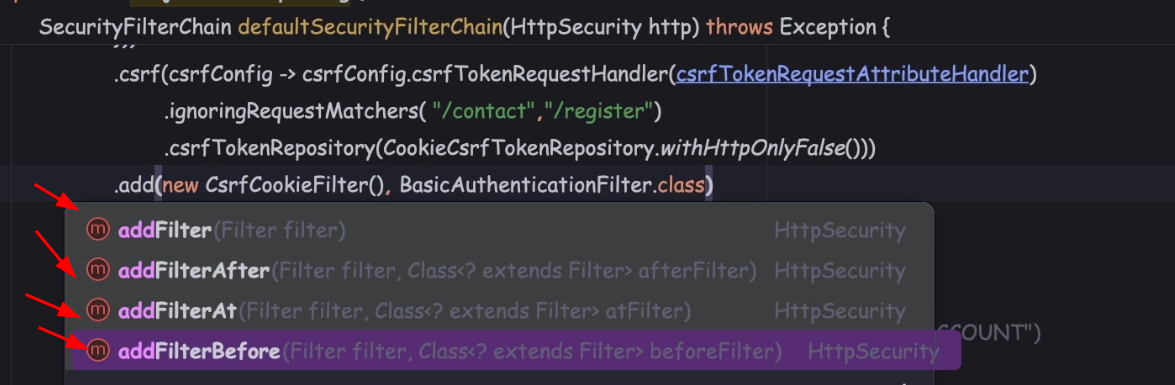 SecurityFilterChain defaultSecurityFilterChain(HttpSecurity http) throws Exception {
.csrf(csrfConfig -> csrfConfig.csrfTokenRequestHandler(csrfTokenRequestAttributeHandler)
.ignoringRequestMatchers( "/contact","/register")
.csrfTokenRepository(CookieCsrfTokenRepository.withHttpOnlyFalse()))
.add(new CsrfCookieFilter(), BasicAuthenticationFilter.class)
m addFilter(Filter filter) HttpSecurity
m addFilterAfter(Filter filter, Class<? extends Filter> afterFilter) HttpSecurity
m addFilterAt(Filter filter, Class<? extends Filter> atFilter) HttpSecurity
CCOUNT")
m addFilterBefore(Filter filter, Class<? extends Filter> beforeFilter) HttpSecurity